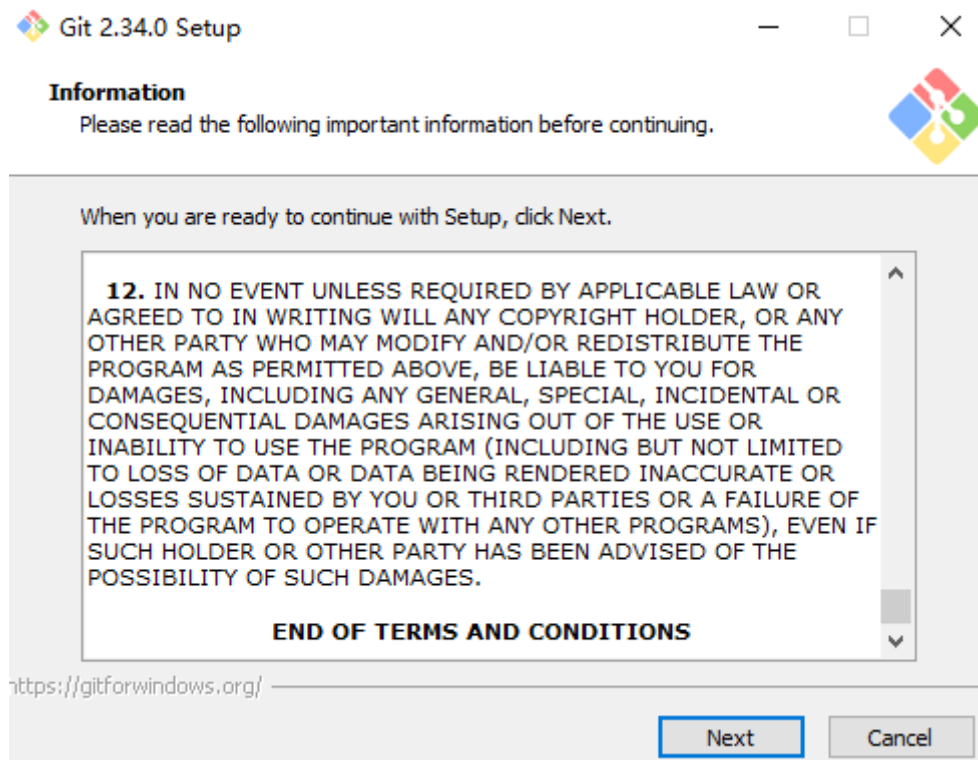 Git 2.34.0 Setup
Information
Please read the following important information before continuing.
When you are ready to continue with Setup, click Next.
12. IN NO EVENT UNLESS REQUIRED BY APPLICABLE LAW OR
AGREED TO IN WRITING WILL ANY COPYRIGHT HOLDER, OR ANY
OTHER PARTY WHO MAY MODIFY AND/OR REDISTRIBUTE THE
PROGRAM AS PERMITTED ABOVE, BE LIABLE TO YOU FOR
DAMAGES, INCLUDING ANY GENERAL, SPECIAL, INCIDENTAL OR
CONSEQUENTIAL DAMAGES ARISING OUT OF THE USE OR
INABILITY TO USE THE PROGRAM (INCLUDING BUT NOT LIMITED
TO LOSS OF DATA OR DATA BEING RENDERED INACCURATE OR
LOSSES SUSTAINED BY YOU OR THIRD PARTIES OR A FAILURE OF
THE PROGRAM TO OPERATE WITH ANY OTHER PROGRAMS), EVEN IF
SUCH HOLDER OR OTHER PARTY HAS BEEN ADVISED OF THE
POSSIBILITY OF SUCH DAMAGES.
END OF TERMS AND CONDITIONS
https://gitforwindows.org/
Next
Cancel